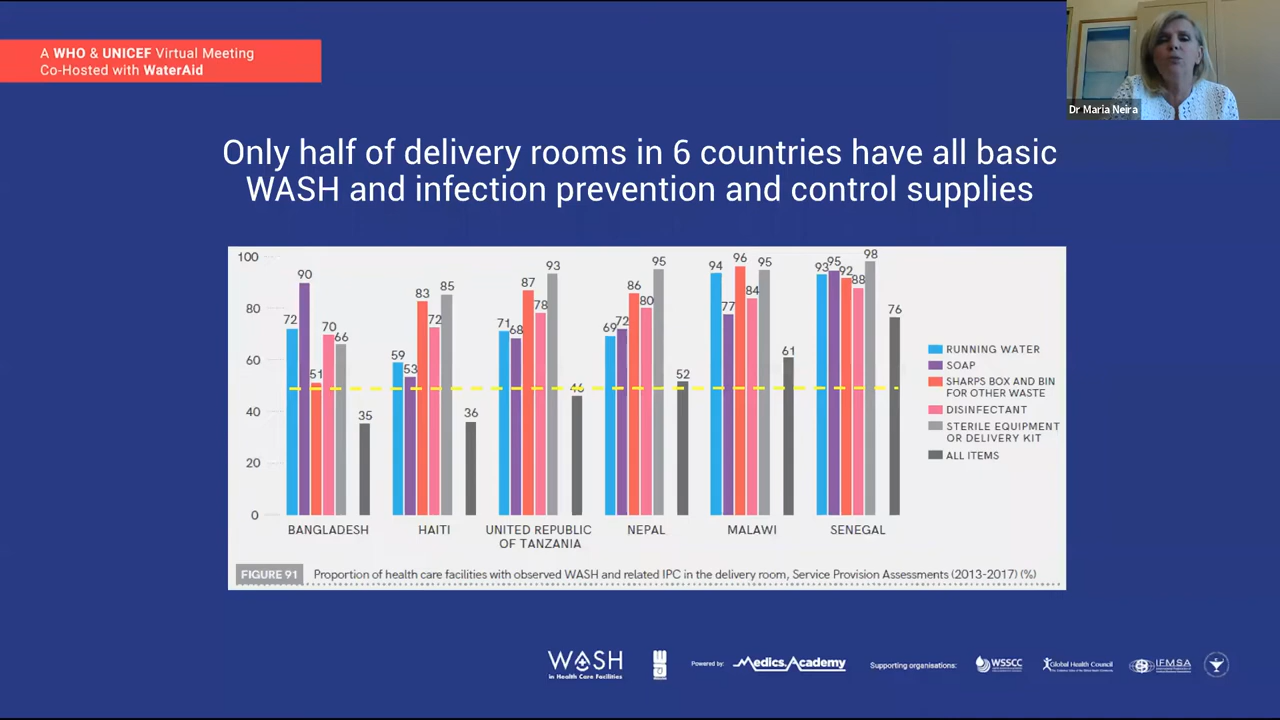 A WHO & UNICEF Virtual Meeting
Co-Hosted with WaterAid
Dr Maria Neira
Only half of delivery rooms in 6 countries have all basic
WASH and infection prevention and control supplies
100
80
60
40
20
0
72
90
51
70
66
35
59
53
83
72
85
36
71
68
87
78
93
46
69
72
86
80
95
52
94
77
96
84
95
61
93
95
92
88
98
76
BANGLADESH
HAITI
UNITED REPUBLIC
OF TANZANIA
NEPAL
MALAWI
SENEGAL
RUNNING WATER
SOAP
SHARPS BOX AND BIN
FOR OTHER WASTE
DISINFECTANT
STERILE EQUIPMENT
OR DELIVERY KIT
ALL ITEMS
FIGURE 91 Proportion of health care facilities with observed WASH and related IPC in the delivery room, Service Provision Assessments (2013-2017) (%)
WASH
in Health Care Facilities
Powered by:
Medics.Academy
Supporting organisations:
WSSCC
Global Health Council
IFMSA